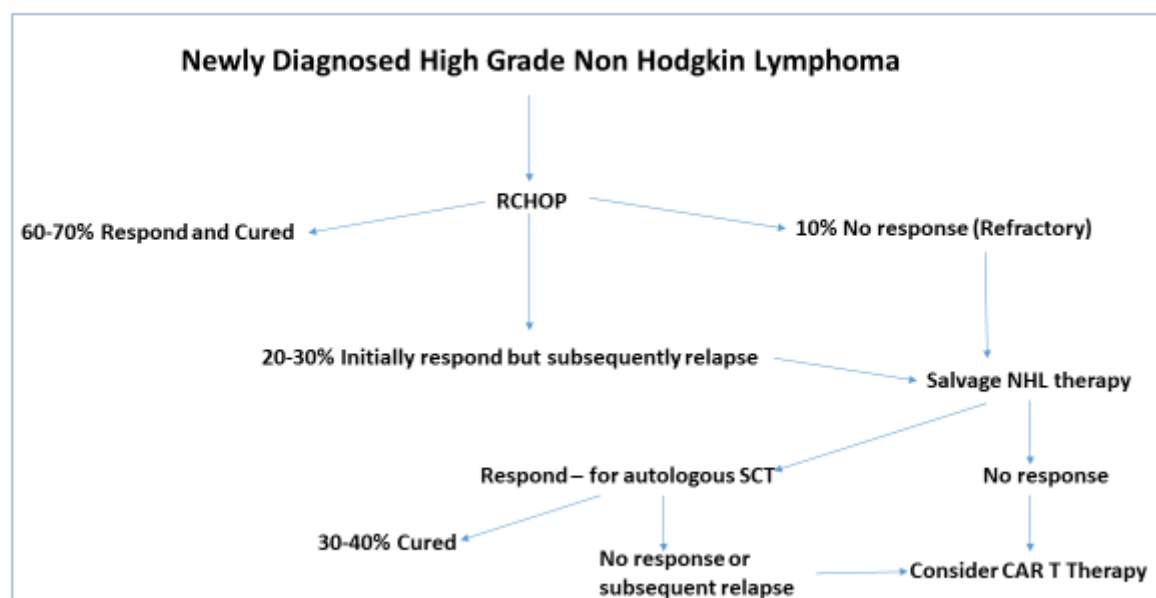 Newly Diagnosed High Grade Non Hodgkin Lymphoma
RCHOP
60-70% Respond and Cured
10% No response (Refractory)
20-30% Initially respond but subsequently relapse
Salvage NHL therapy
Respond – for autologous SCT
No response
30-40% Cured
No response or
subsequent relapse
Consider CAR T Therapy